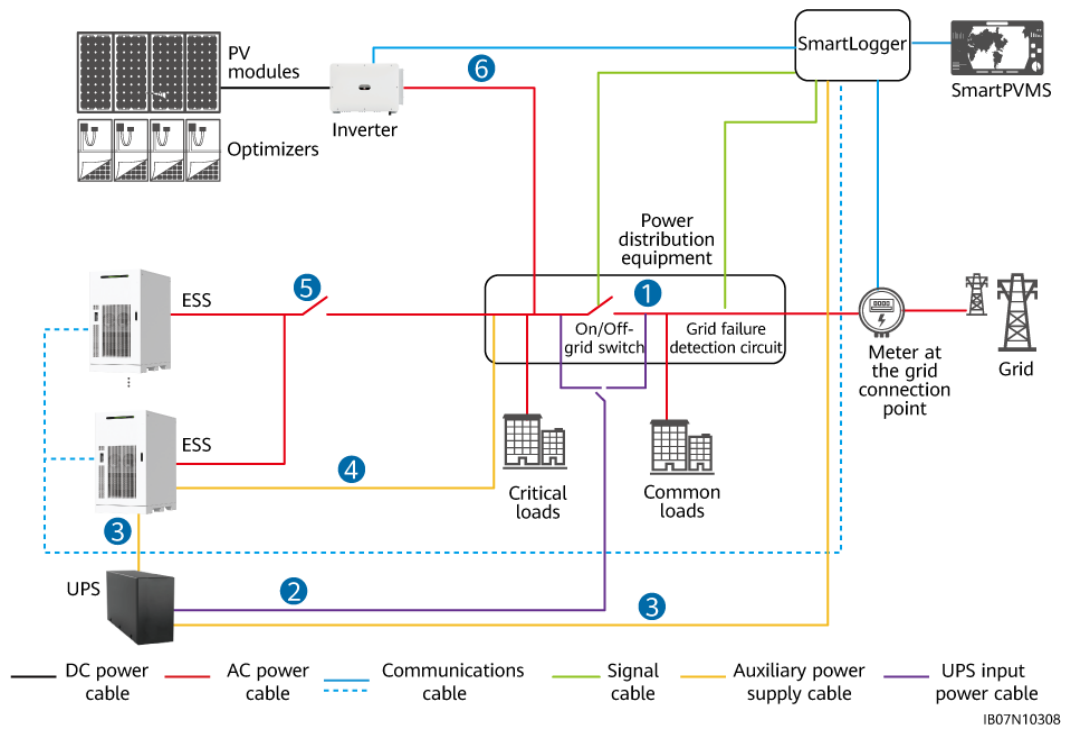 PV
modules
Optimizers
Inverter
6
SmartLogger
SmartPVMS
Power
distribution
equipment
ESS
5
1
On/Off-
grid switch
Grid failure
detection circuit
Meter at
the grid
connection
point
Grid
ESS
4
Critical
loads
Common
loads
3
UPS
2
3
DC power
cable
AC power
cable
Communications
cable
Signal
cable
Auxiliary power
supply cable
UPS input
power cable
IB07N10308